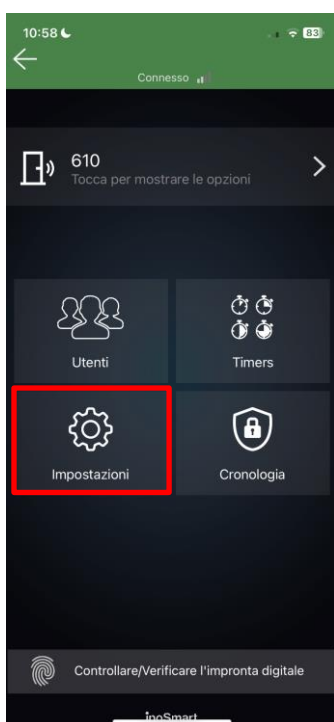 10:58
83
Connesso
610
Tocca per mostrare le opzioni
Utenti
Timers
Impostazioni
Cronologia
Controllare/Verificare l'impronta digitale
inoSmart